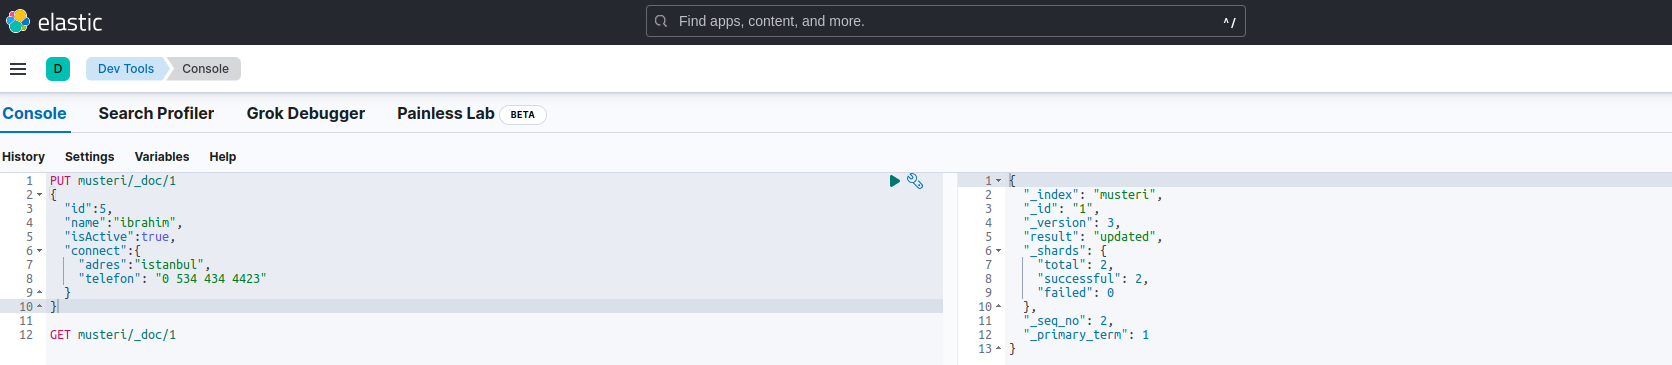 elastic
Find apps, content, and more.
^/
D
Dev Tools
Console
Console
Search Profiler
Grok Debugger
Painless Lab
BETA
History
Settings
Variables
Help
1 PUT musteri/_doc/1
2 {
3 "id":5,
4 "name":"ibrahim",
5 "isActive":true,
6 "connect":{
7 "adres":"istanbul",
8 "telefon": "0 534 434 4423"
9 }
10 }
11
12 GET musteri/_doc/1
1 {
2 "_index": "musteri",
3 "_id": "1",
4 "_version": 3,
5 "result": "updated",
6 "_shards": {
7 "total": 2,
8 "successful": 2,
9 "failed": 0
10 },
11 "_seq_no": 2,
12 "_primary_term": 1
13 }